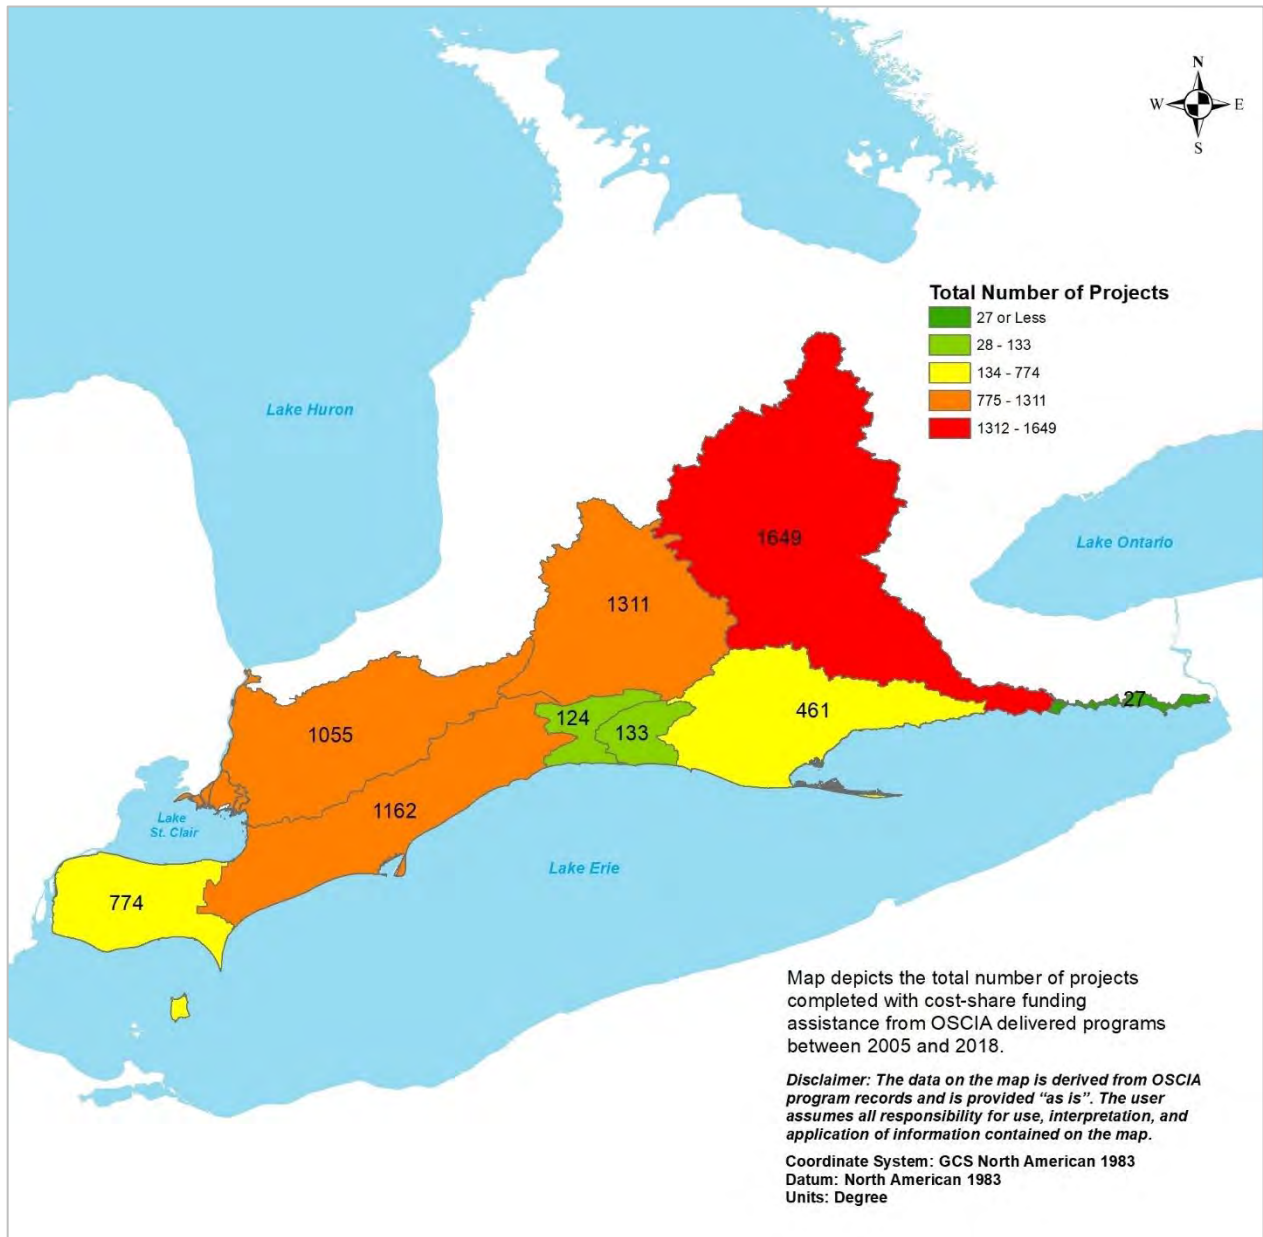 N
W E
S
Total Number of Projects
27 or Less
28 - 133
134 - 774
775 - 1311
1312 - 1649
Lake Huron
1649
Lake Ontario
1311
27
461
124
133
1055
1162
Lake
St. Clair
Lake Erie
774
Map depicts the total number of projects
completed with cost-share funding
assistance from OSCIA delivered programs
between 2005 and 2018.
Disclaimer: The data on the map is derived from OSCIA
program records and is provided “as is”. The user
assumes all responsibility for use, interpretation, and
application of information contained on the map.
Coordinate System: GCS North American 1983
Datum: North American 1983
Units: Degree